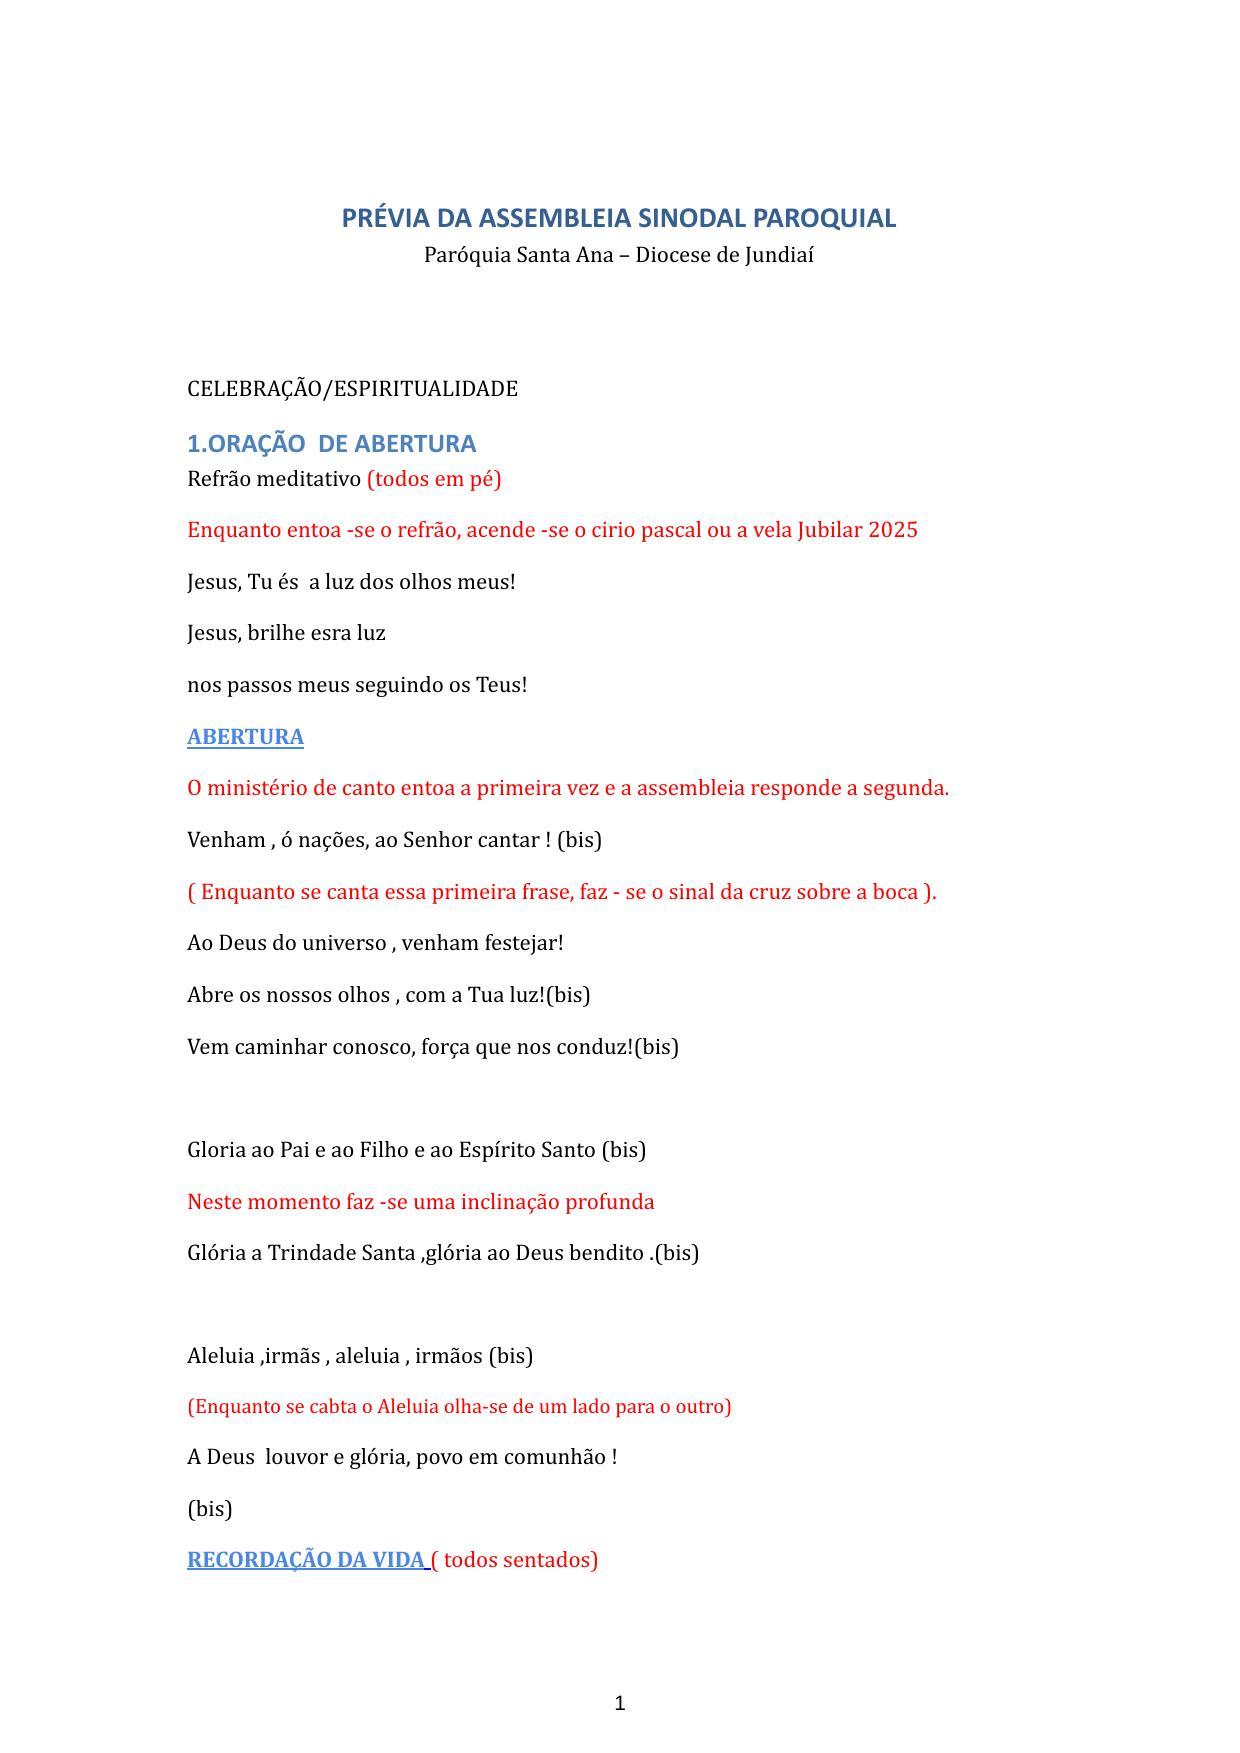 PRÉVIA DA ASSEMBLEIA SINODAL PAROQUIAL
Paróquia Santa Ana – Diocese de Jundiaí
CELEBRAÇÃO/ESPIRITUALIDADE
1.ORAÇÃO  DE ABERTURA
Refrão meditativo (todos em pé)
Enquanto entoa -se o refrão, acende -se o cirio pascal ou a vela Jubilar 2025
Jesus, Tu és  a luz dos olhos meus!
Jesus, brilhe esra luz
nos passos meus seguindo os Teus!
ABERTURA
O ministério de canto entoa a primeira vez e a assembleia responde a segunda.
Venham , ó nações, ao Senhor cantar ! (bis)
( Enquanto se canta essa primeira frase, faz - se o sinal da cruz sobre a boca ).
Ao Deus do universo , venham festejar!
Abre os nossos olhos , com a Tua luz!(bis)
Vem caminhar conosco, força que nos conduz!(bis)
Gloria ao Pai e ao Filho e ao Espírito Santo (bis)
Neste momento faz -se uma inclinação profunda
Glória a Trindade Santa ,glória ao Deus bendito .(bis)
Aleluia ,irmãs , aleluia , irmãos (bis)
(Enquanto se cabta o Aleluia olha-se de um lado para o outro)
A Deus  louvor e glória, povo em comunhão !
(bis)
RECORDAÇÃO DA VIDA ( todos sentados)
1